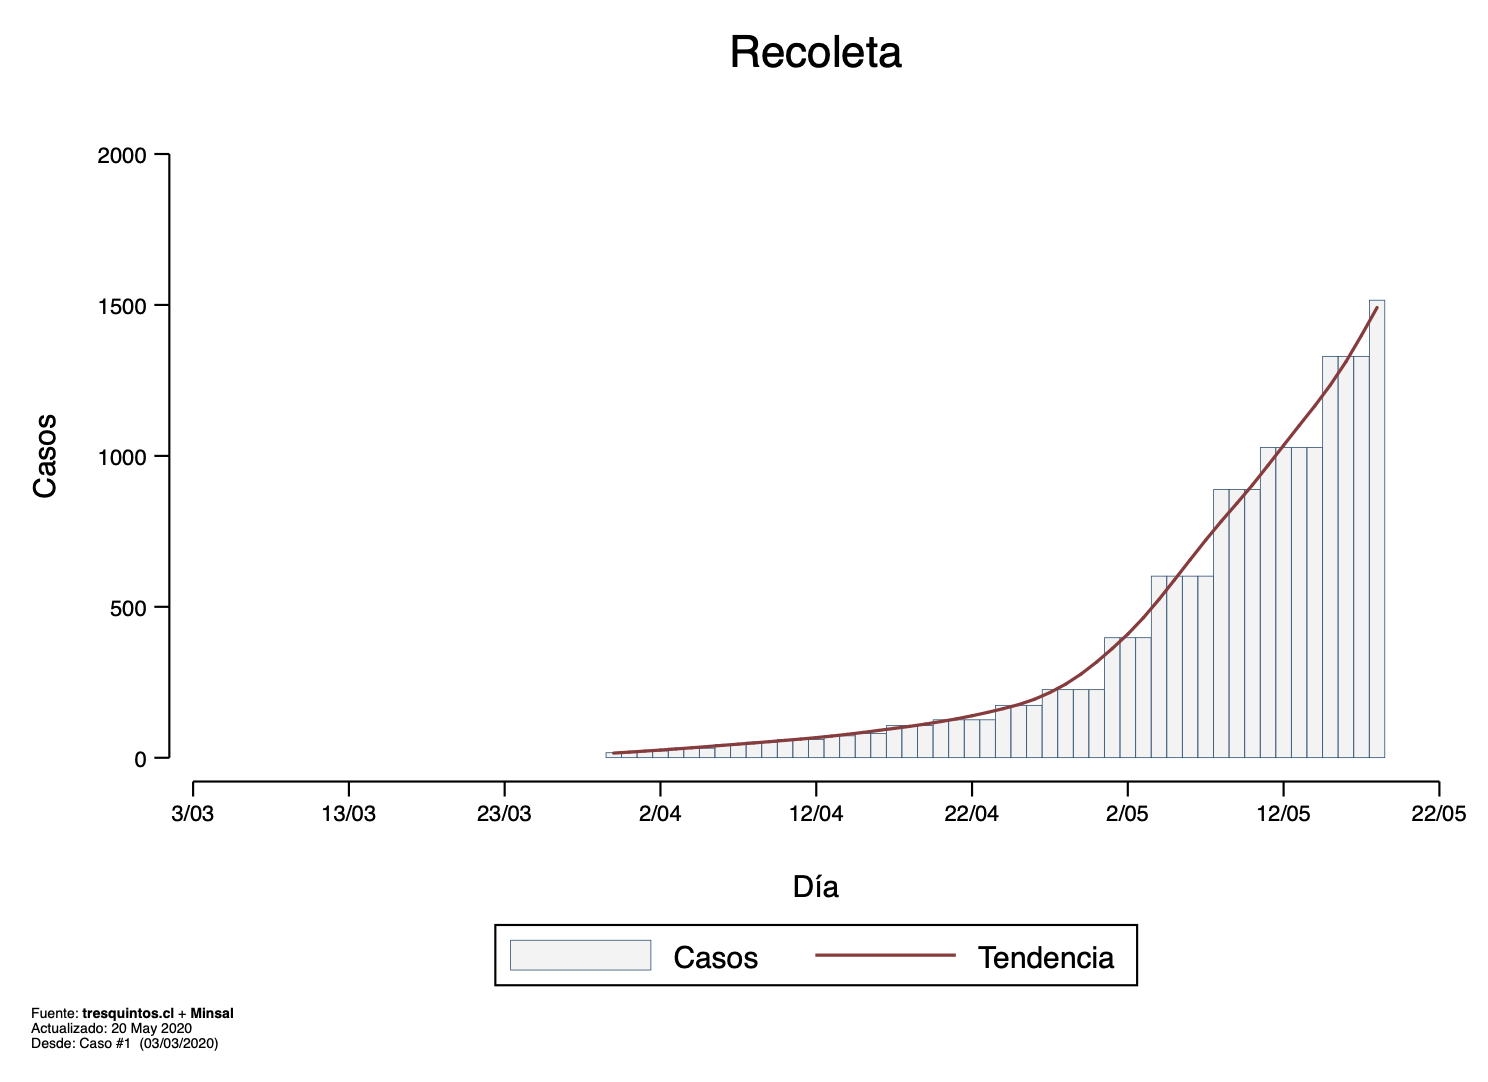 Recoleta
2000
1500
1000
500
0
Casos
3/03 13/03 23/03 2/04 12/04 22/04 2/05 12/05 22/05
Día
Casos Tendencia
Fuente: tresquintos.cl + Minsal
Actualizado: 20 May 2020
Desde: Caso #1 (03/03/2020)